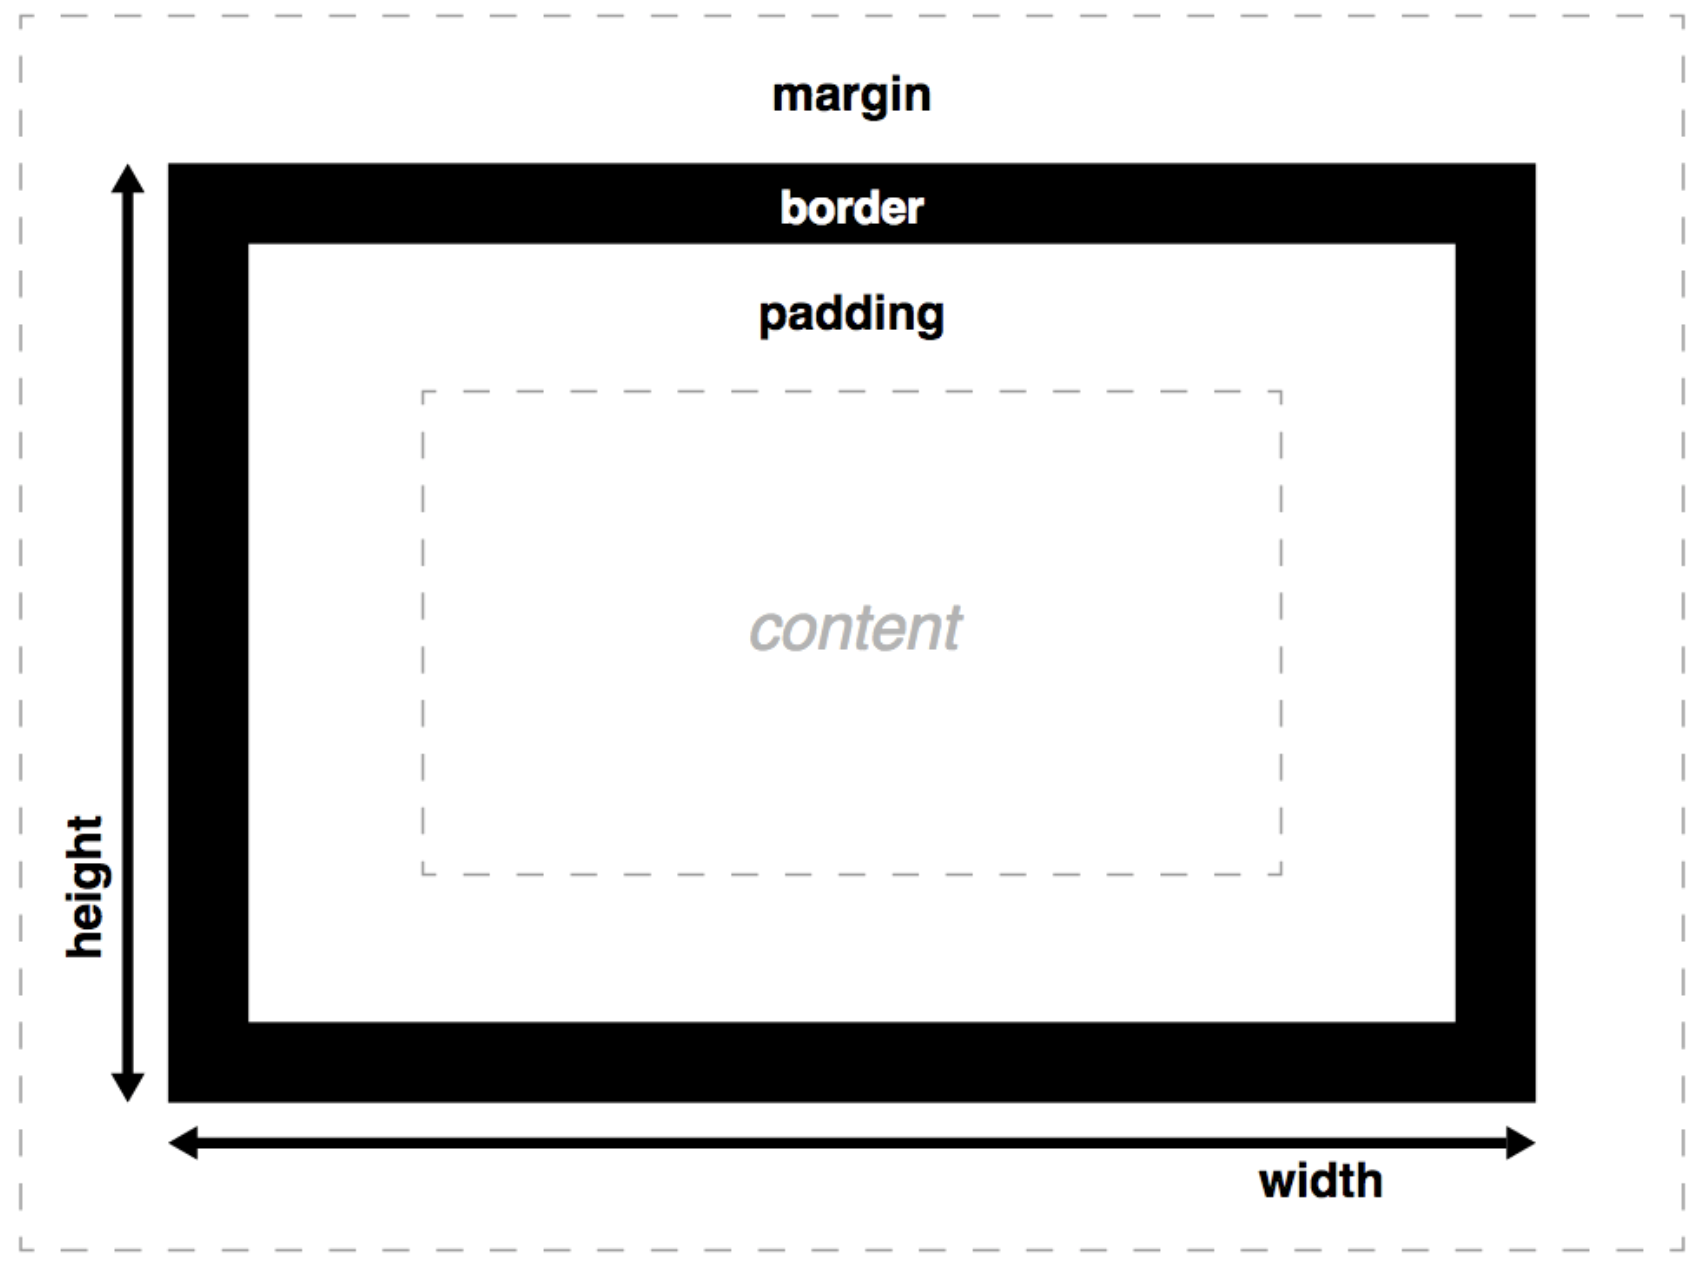 margin
border
padding
content
height
width